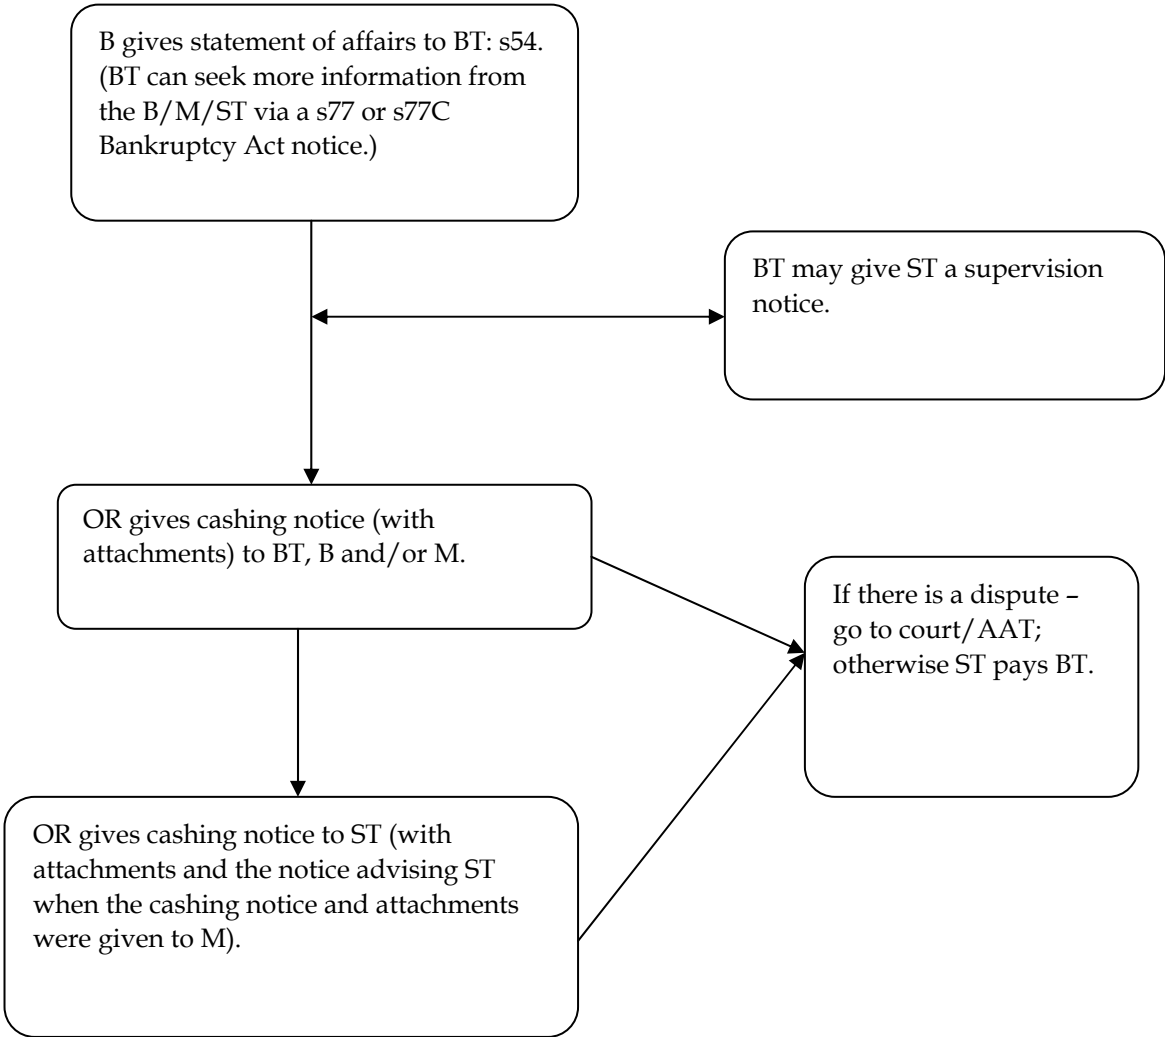 B gives statement of affairs to BT: s54.
(BT can seek more information from
the B/M/ST via a s77 or s77C
Bankruptcy Act notice.)
BT may give ST a supervision
notice.
OR gives cashing notice (with
attachments) to BT, B and/or M.
If there is a dispute –
go to court/AAT;
otherwise ST pays BT.
OR gives cashing notice to ST (with
attachments and the notice advising ST
when the cashing notice and attachments
were given to M).